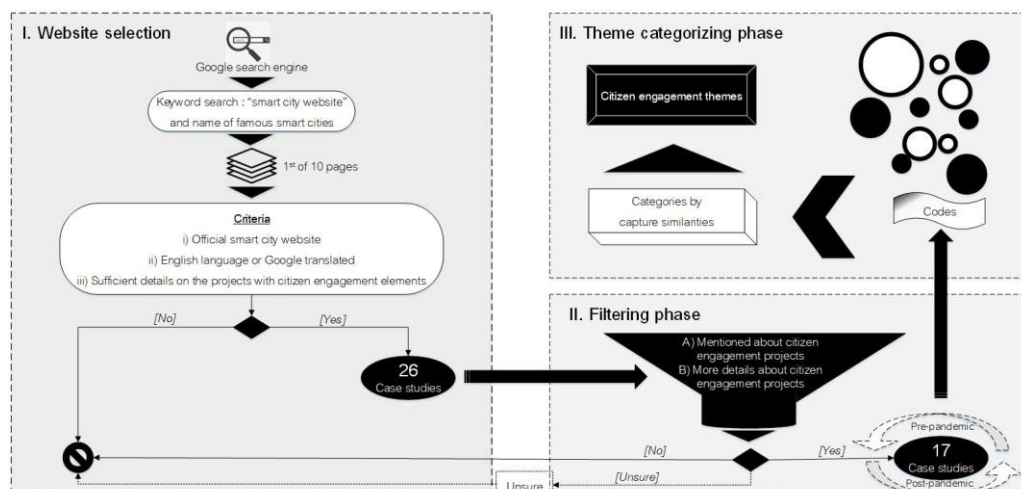 I. Website selection
Google search engine
Keyword search : "smart city website"
and name of famous smart cities
1st of 10 pages
Criteria
i) Official smart city website
ii) English language or Google translated
iii) Sufficient details on the projects with citizen engagement elements
[No]
[Yes]
26
Case studies
II. Filtering phase
A) Mentioned about citizen
engagement projects
B) More details about citizen
engagement projects
[No]
[Yes]
[Unsure]
Unsure
Pre-pandemic
17
Case studies
Post-pandemic
III. Theme categorizing phase
Citizen engagement themes
Categories by
capture similarities
Codes